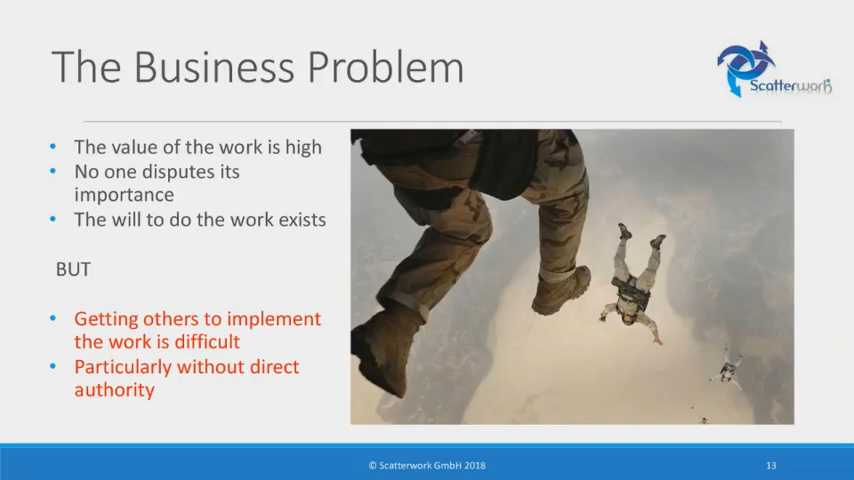 The Business Problem
Scatterwork
• The value of the work is high
• No one disputes its
importance
• The will to do the work exists
BUT
• Getting others to implement
the work is difficult
• Particularly without direct
authority
© Scatterwork GmbH 2018
13